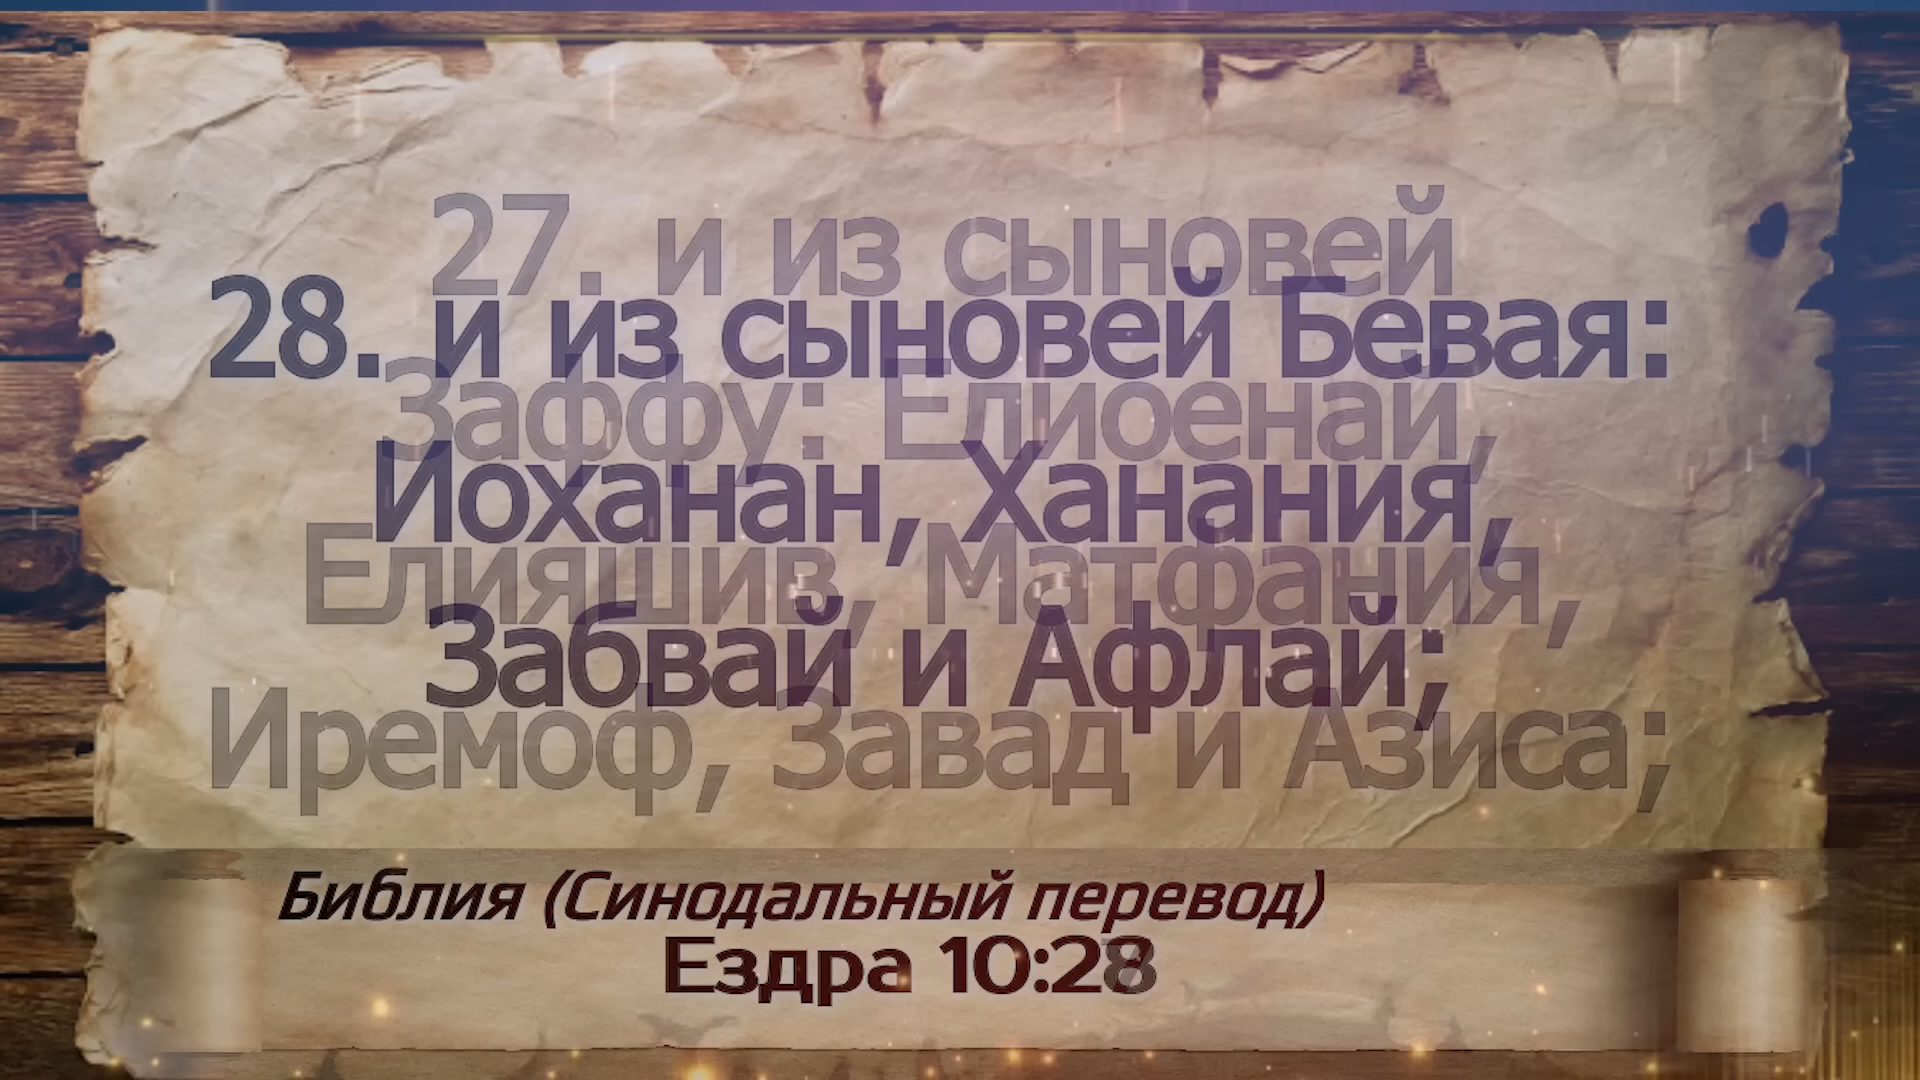 27. и из сыновей
Заффу: Елиоенай,
Елияшив, Матфания,
Иремоф, Завад и Азиса;
28. и из сыновей Бевая:
Йоханан, Ханания,
Забвай и Афлай;
Библия (Синодальный перевод)
Ездра 10:28